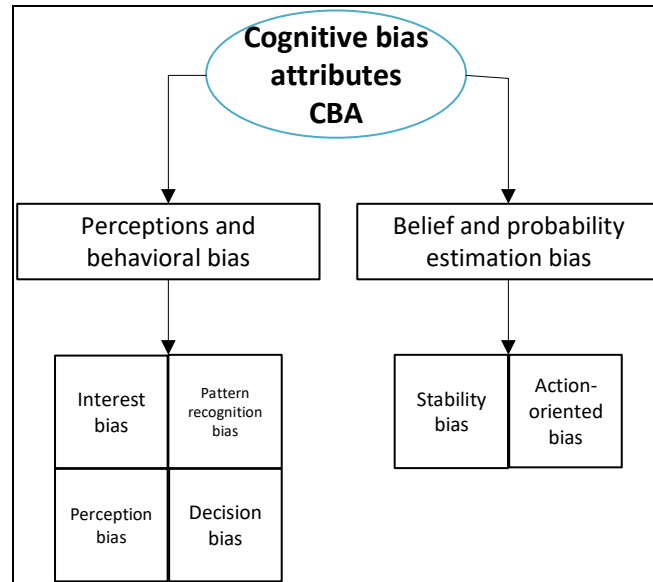 Cognitive bias
attributes
CBA
Perceptions and
behavioral bias
Belief and probability
estimation bias
Interest
bias
Pattern
recognition
bias
Perception
bias
Decision
bias
Stability
bias
Action-
oriented
bias